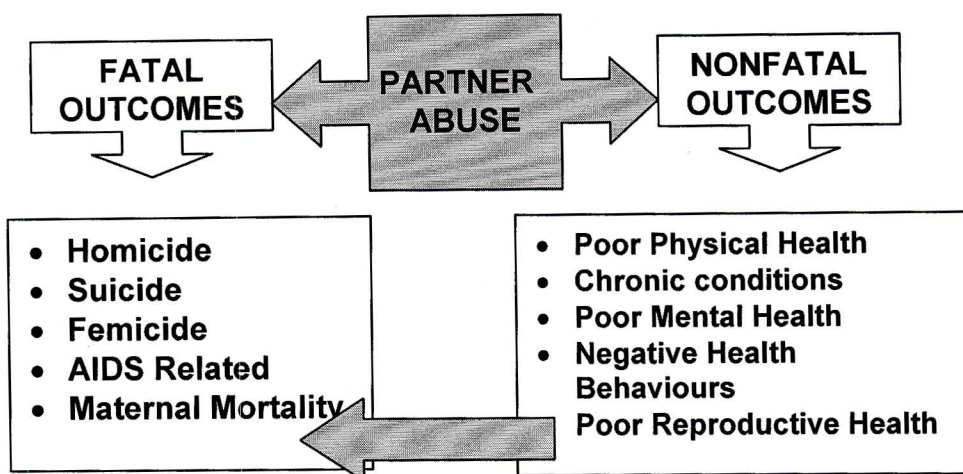 FATAL
OUTCOMES
PARTNER
ABUSE
NONFATAL
OUTCOMES
• Homicide
• Suicide
• Femicide
• AIDS Related
• Maternal Mortality
• Poor Physical Health
• Chronic conditions
• Poor Mental Health
• Negative Health
Behaviours
Poor Reproductive Health